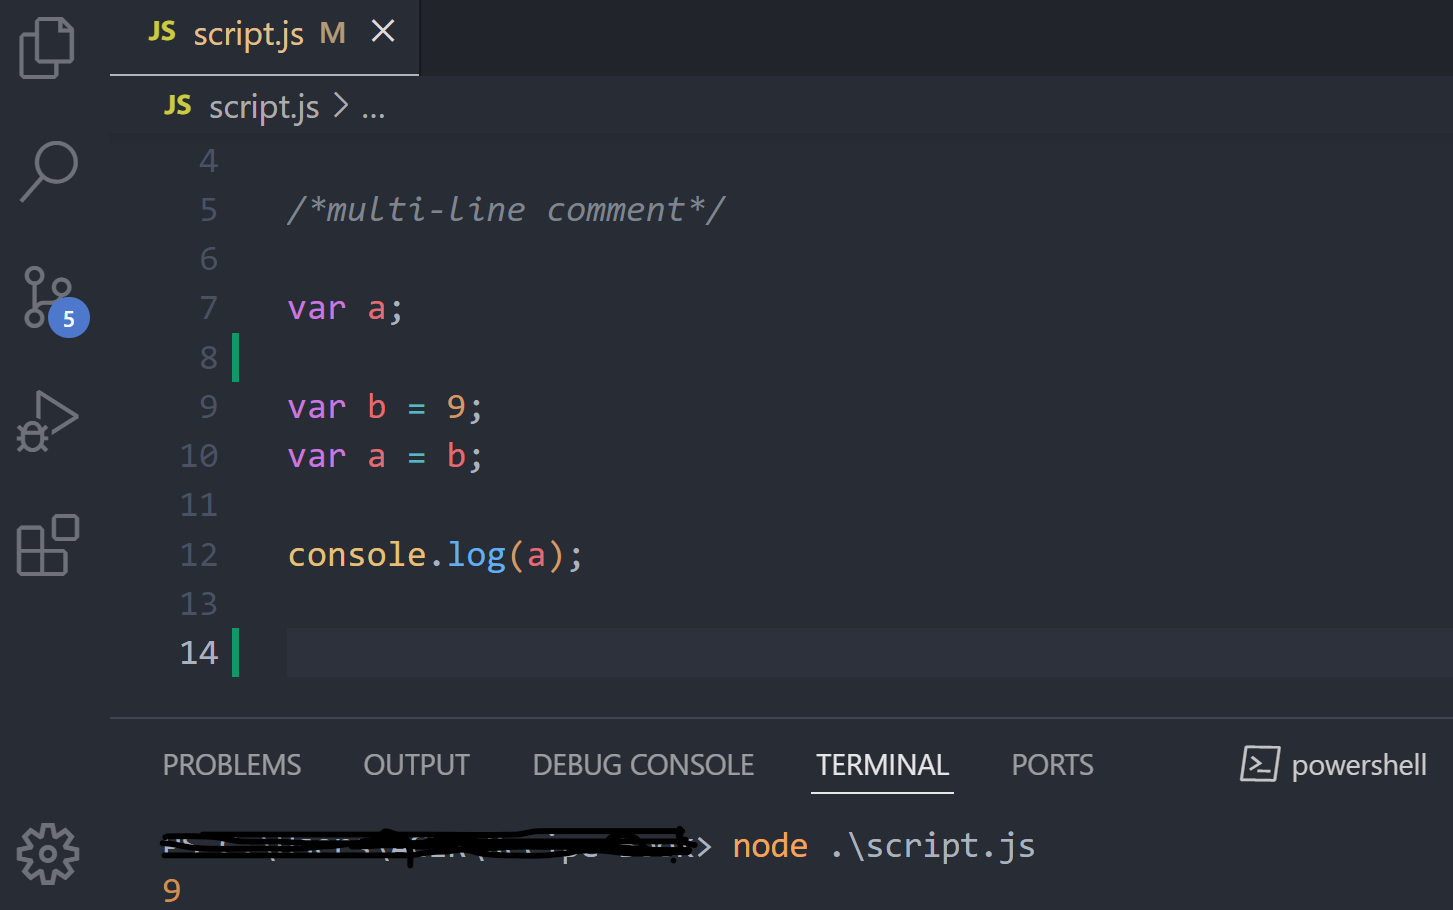 JS script.js M
JS script.js > ...
4
5 /*multi-line comment*/
6
7 var a;
8
9 var b = 9;
10 var a = b;
11
12 console.log(a);
13
14
5
PROBLEMS OUTPUT DEBUG CONSOLE TERMINAL PORTS powershell
> node .\script.js
9